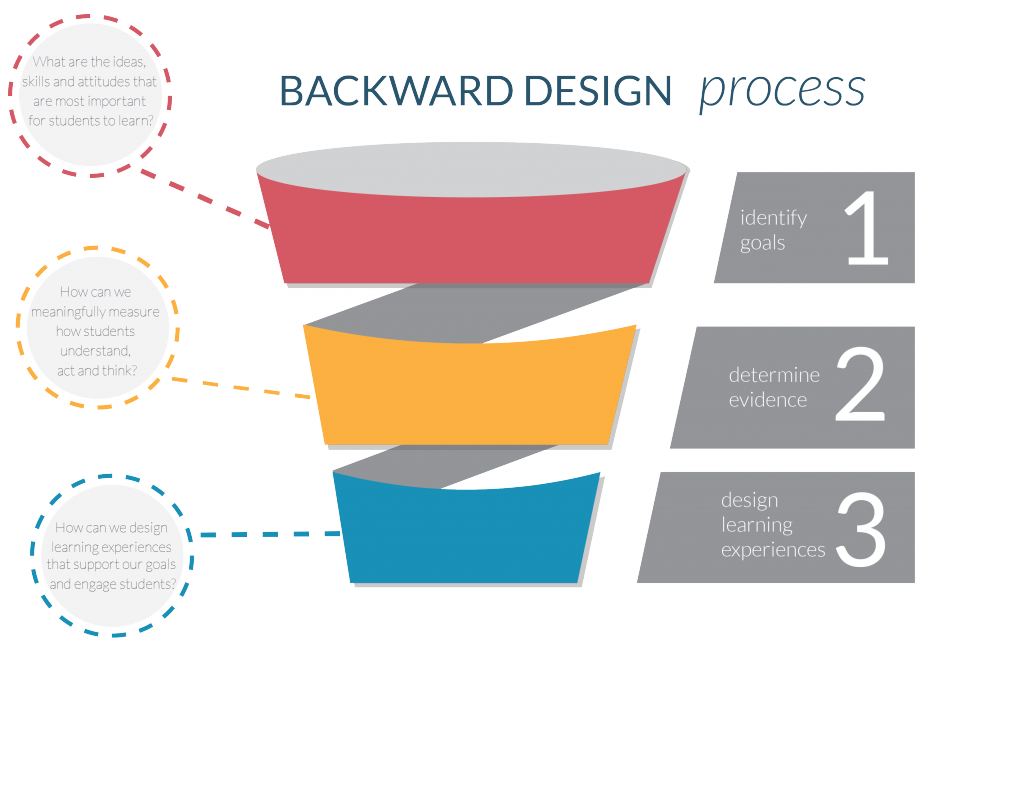 BACKWARD DESIGN process
What are the ideas,
skills and attitudes that
are most important
for students to learn?
identify
goals
1
How can we
meaningfully measure
how students
understand,
act and think?
determine
evidence
2
How can we design
learning experiences
that support our goals
and engage students?
design
learning
experiences
3